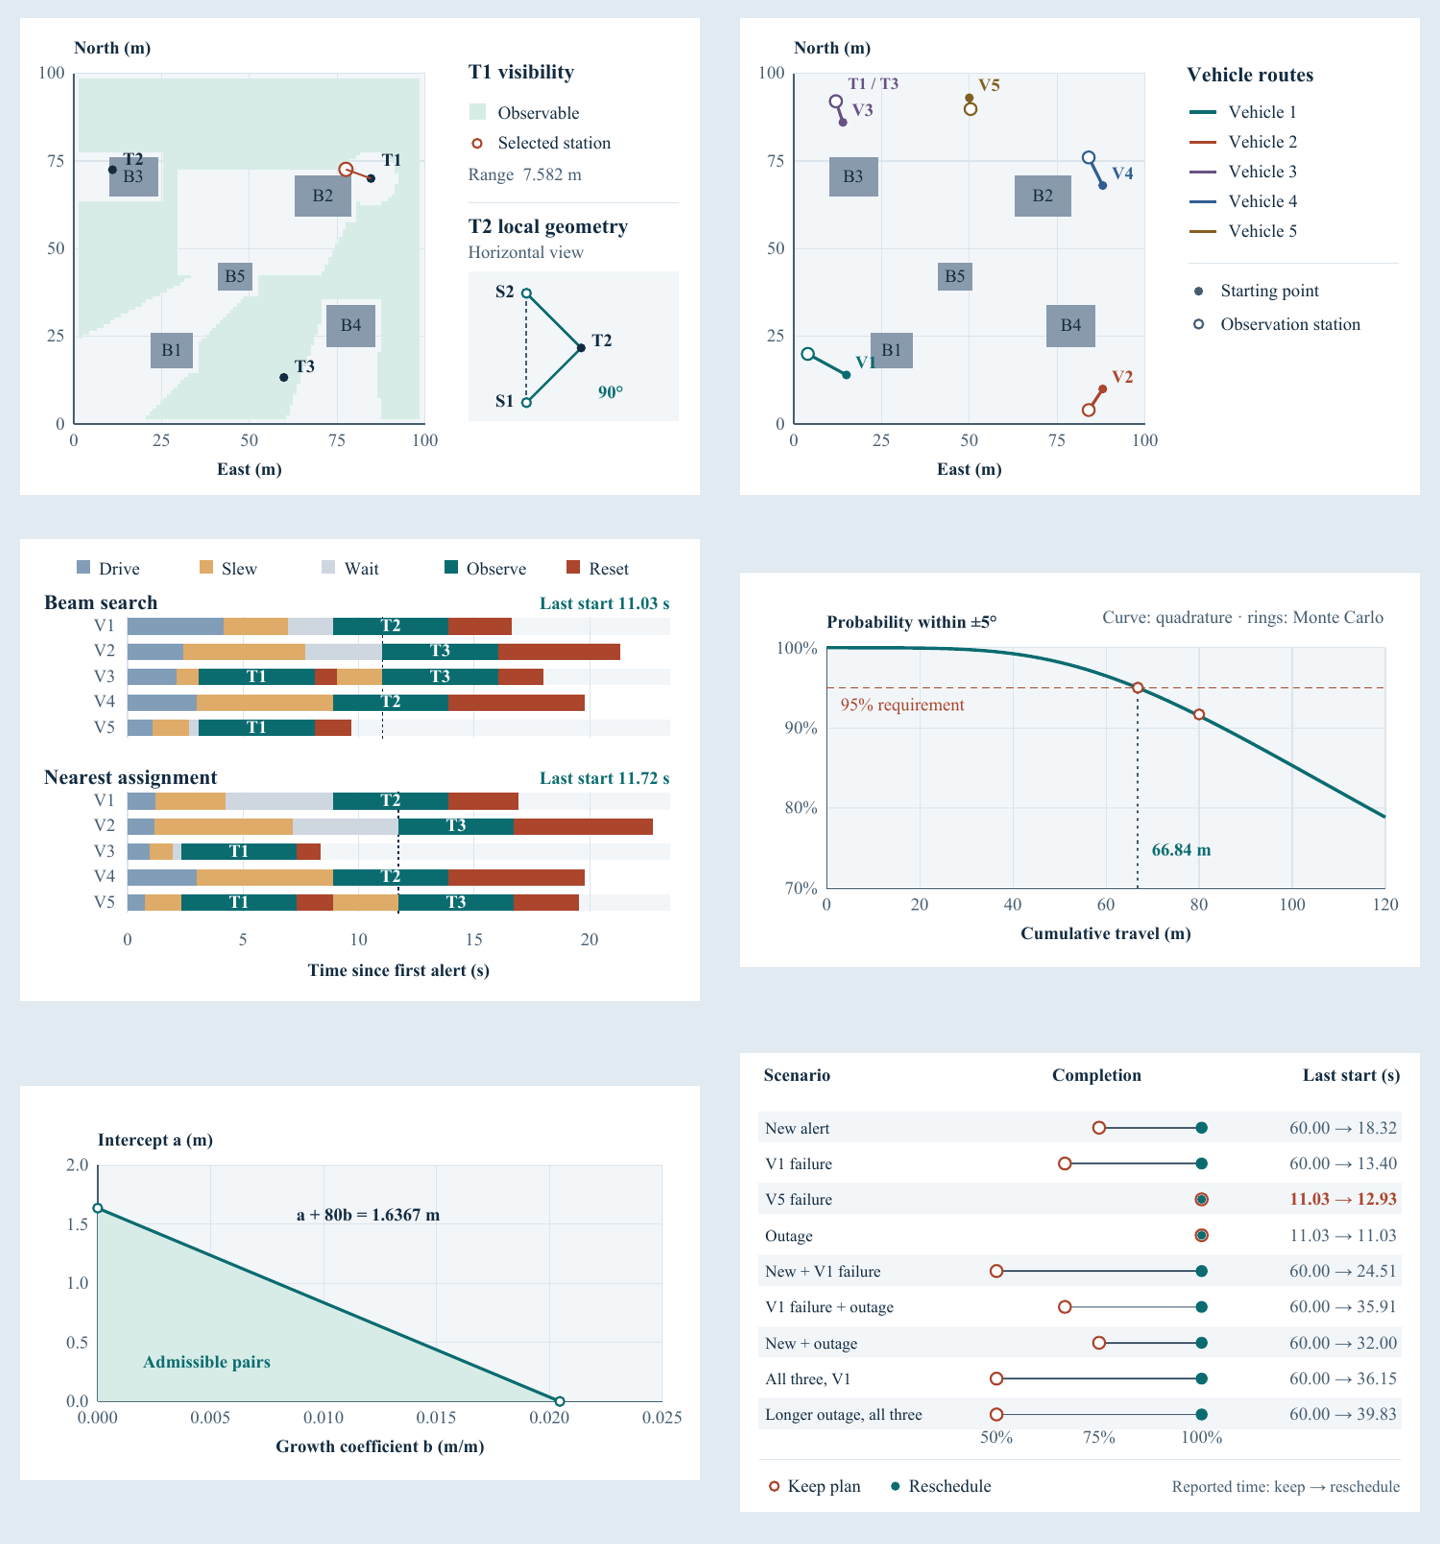 North (m)
100
75
50
25
0
0 25 50 75 100
East (m)
T2
B3
T1
B2
B5
B4
B1
T3
T1 visibility
Observable
Selected station
Range 7.582 m
T2 local geometry
Horizontal view
S2
T2
S1
90°
North (m)
100
75
50
25
0
0 25 50 75 100
East (m)
T1 / T3
V3
V5
B3
V4
B2
B5
B4
V1
B1
V2
Vehicle routes
Vehicle 1
Vehicle 2
Vehicle 3
Vehicle 4
Vehicle 5
Starting point
Observation station
Drive Slew Wait Observe Reset
Beam search Last start 11.03 s
V1 T2
V2 T3
V3 T1 T3
V4 T2
V5 T1
Nearest assignment Last start 11.72 s
V1 T2
V2 T3
V3 T1
V4 T2
V5 T1 T3
0 5 10 15 20
Time since first alert (s)
Probability within ±5°
Curve: quadrature · rings: Monte Carlo
100%
95% requirement
90%
80%
66.84 m
70%
0 20 40 60 80 100 120
Cumulative travel (m)
Intercept a (m)
2.0
a + 80b = 1.6367 m
1.5
1.0
0.5
Admissible pairs
0.0
0.000 0.005 0.010 0.015 0.020 0.025
Growth coefficient b (m/m)
Scenario Completion Last start (s)
New alert 60.00 → 18.32
V1 failure 60.00 → 13.40
V5 failure 11.03 → 12.93
Outage 11.03 → 11.03
New + V1 failure 60.00 → 24.51
V1 failure + outage 60.00 → 35.91
New + outage 60.00 → 32.00
All three, V1 60.00 → 36.15
Longer outage, all three 60.00 → 39.83
50% 75% 100%
Keep plan Reschedule Reported time: keep → reschedule